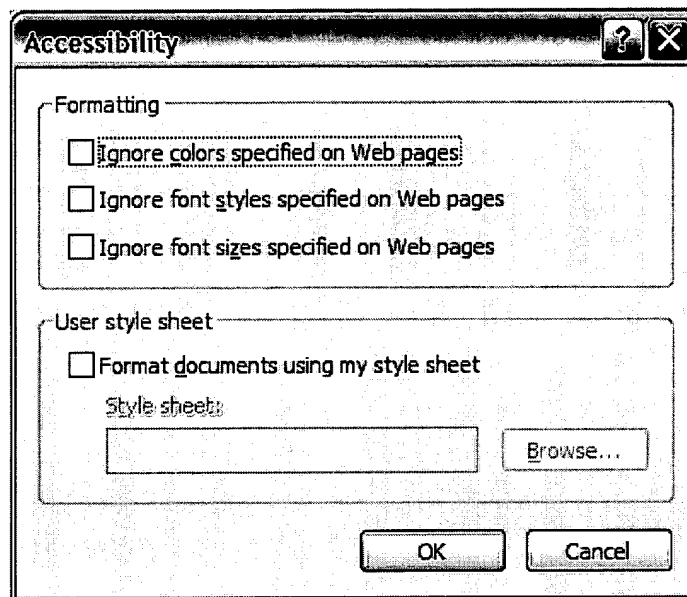 Accessibility
Formatting
Ignore colors specified on Web pages
Ignore font styles specified on Web pages
Ignore font sizes specified on Web pages
User style sheet
Format documents using my style sheet
Style sheet:
Browse...
OK
Cancel